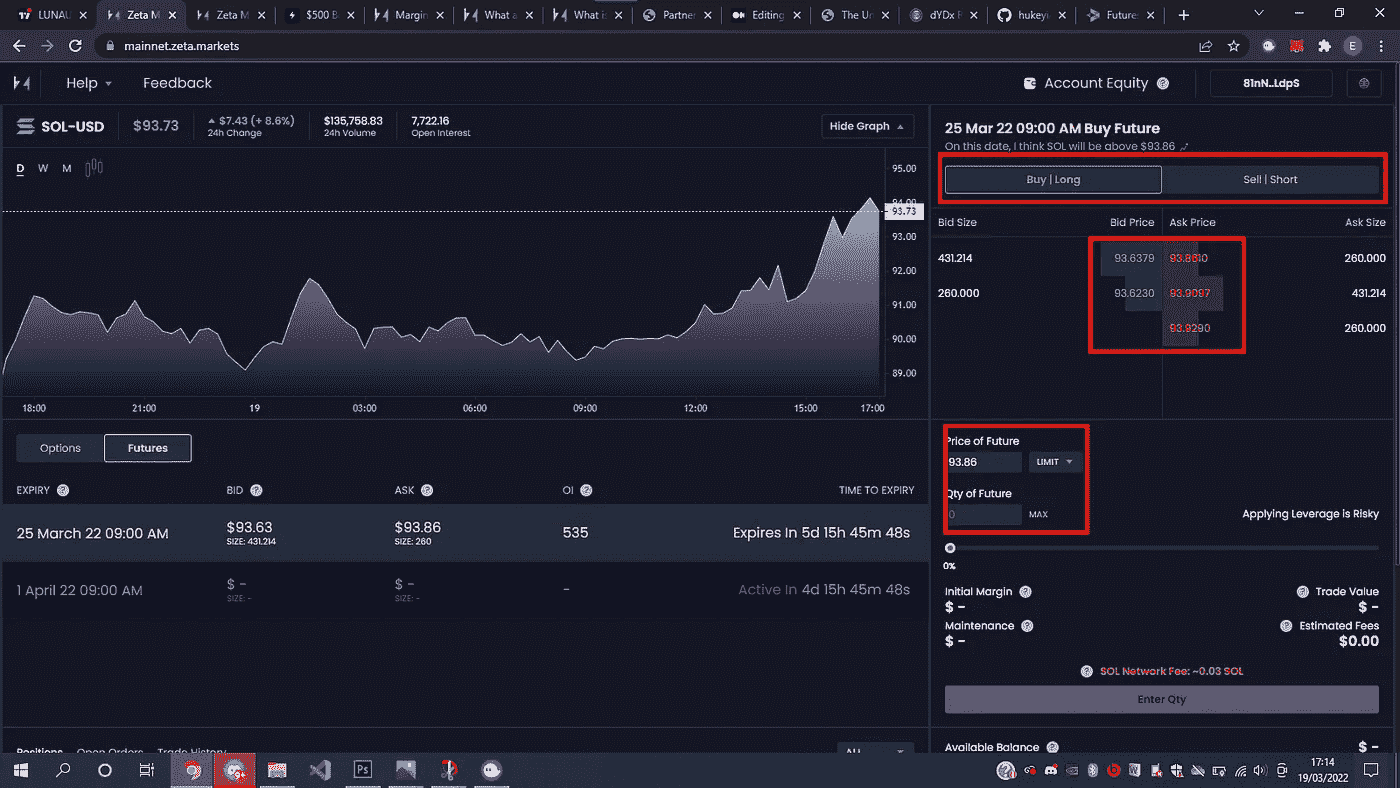 LUNAU
Zeta M
Zeta M
$500 B
Margin
What a
What is
Partner
Editing
The Un
dYDx F
hukeyi
Future
mainnet.zeta.markets
E
Help
Feedback
Account Equity
81nN..LdpS
SOL-USD
$93.73
$7.43 (+ 8.6%)
24h Change
$135,758.83
24h Volume
7,722.16
Open Interest
Hide Graph
D W M
95.00
94.00
93.73
93.00
92.00
91.00
90.00
89.00
18:00 21:00 19 03:00 06:00 09:00 12:00 15:00 17:00
25 Mar 22 09:00 AM Buy Future
On this date, I think SOL will be above $93.86
Buy | Long
Sell | Short
Bid Size Bid Price Ask Price Ask Size
431.214 93.6379 93.8640 260.000
260.000 93.6230 93.9097 431.214
93.9290 260.000
Options
Futures
EXPIRY BID ASK OI TIME TO EXPIRY
25 March 22 09:00 AM $93.63 $93.86 535 Expires In 5d 15h 45m 48s
SIZE: 431.214 SIZE: 260
1 April 22 09:00 AM $ - $ - - Active In 4d 15h 45m 48s
SIZE: - SIZE: -
Price of Future
93.86 LIMIT
Qty of Future
0 MAX
Applying Leverage is Risky
0%
Initial Margin Trade Value
$ - $ -
Maintenance Estimated Fees
$ - $0.00
SOL Network Fee: ~0.03 SOL
Enter Qty
Positions Open Orders Trade History
ALL
Available Balance $ -
Ps
17:14
19/03/2022